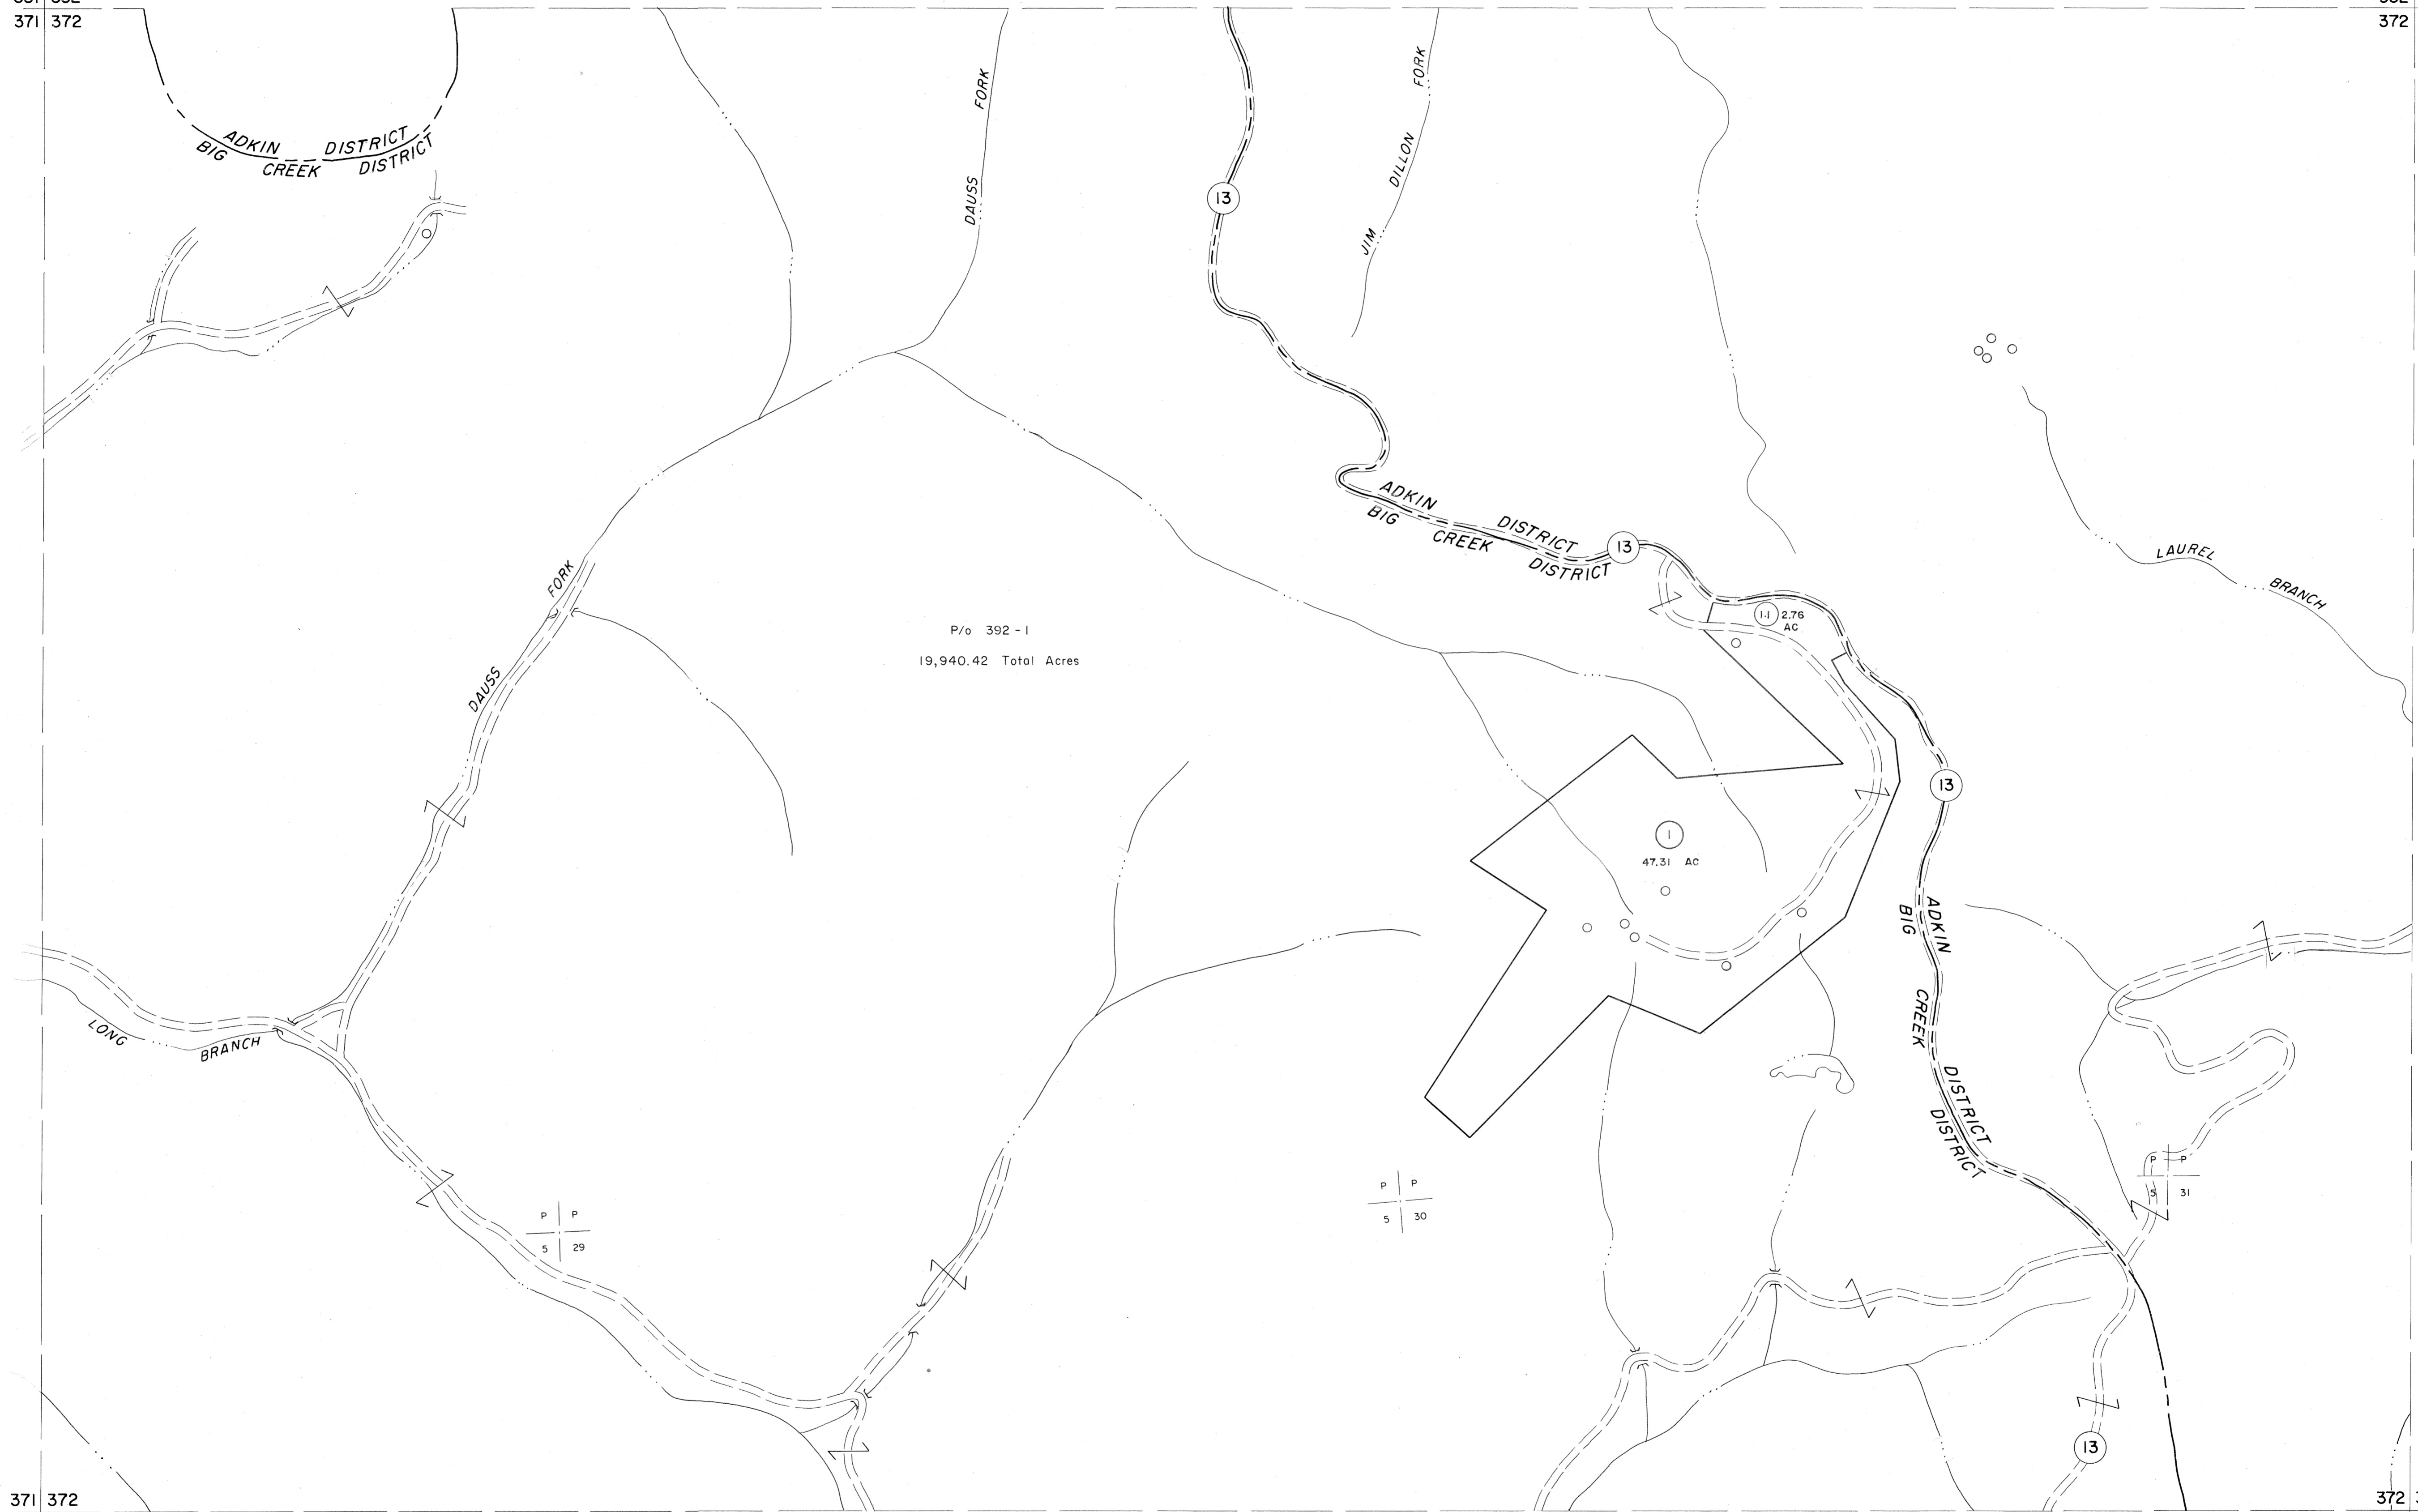 371 372
372
ADKIN DISTRICT
BIG CREEK DISTRICT
DAUSS FORK
13
JIM DILLON FORK
ADKIN DISTRICT
BIG CREEK DISTRICT
13
LAUREL BRANCH
DAUSS FORK
P/o 392-1
19,940.42 Total Acres
1.1 2.76
AC
13
1
47.31 AC
ADKIN DISTRICT
BIG CREEK DISTRICT
LONG BRANCH
P P
5 29
P P
5 30
P P
5 31
13
371 372
372